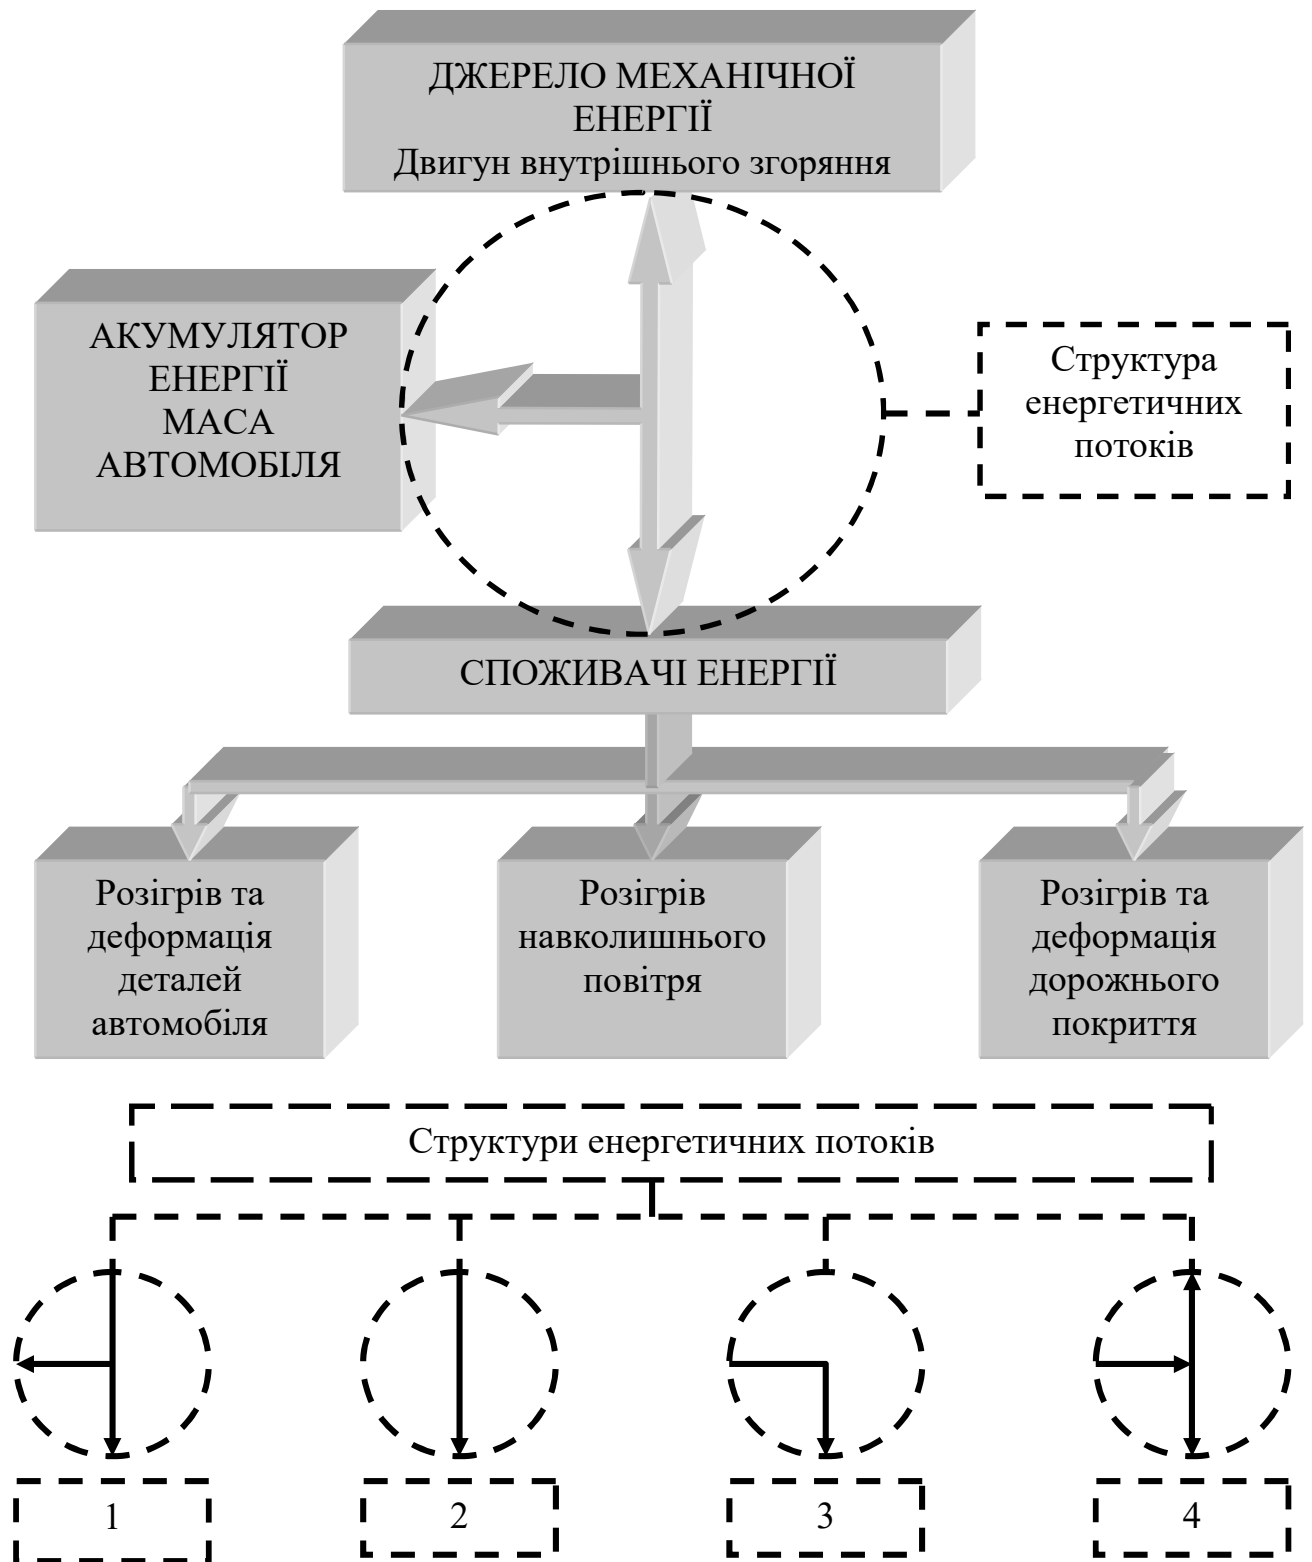 ДЖЕРЕЛО МЕХАНІЧНОЇ
ЕНЕРГІЇ
Двигун внутрішнього згоряння
АКУМУЛЯТОР
ЕНЕРГІЇ
МАСА
АВТОМОБІЛЯ
Структура
енергетичних
потоків
СПОЖИВАЧІ ЕНЕРГІЇ
Розігрів та
деформація
деталей
автомобіля
Розігрів
навколишнього
повітря
Розігрів та
деформація
дорожнього
покриття
Структури енергетичних потоків
1
2
3
4